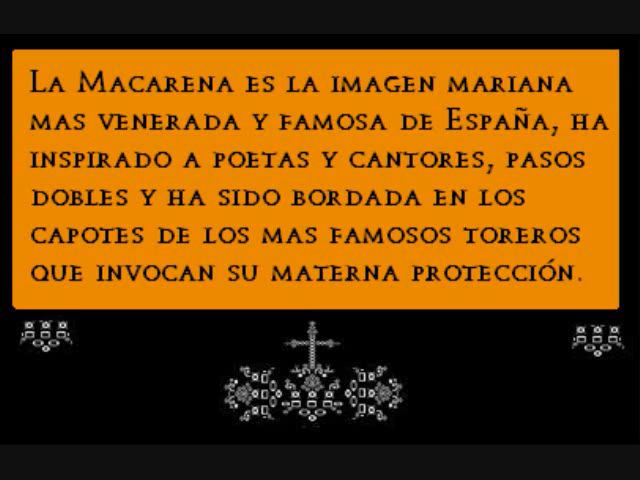 La Macarena es la imagen mariana
mas venerada y famosa de España, ha
inspirado a poetas y cantores, pasos
dobles y ha sido bordada en los
capotes de los mas famosos toreros
que invocan su materna protección.